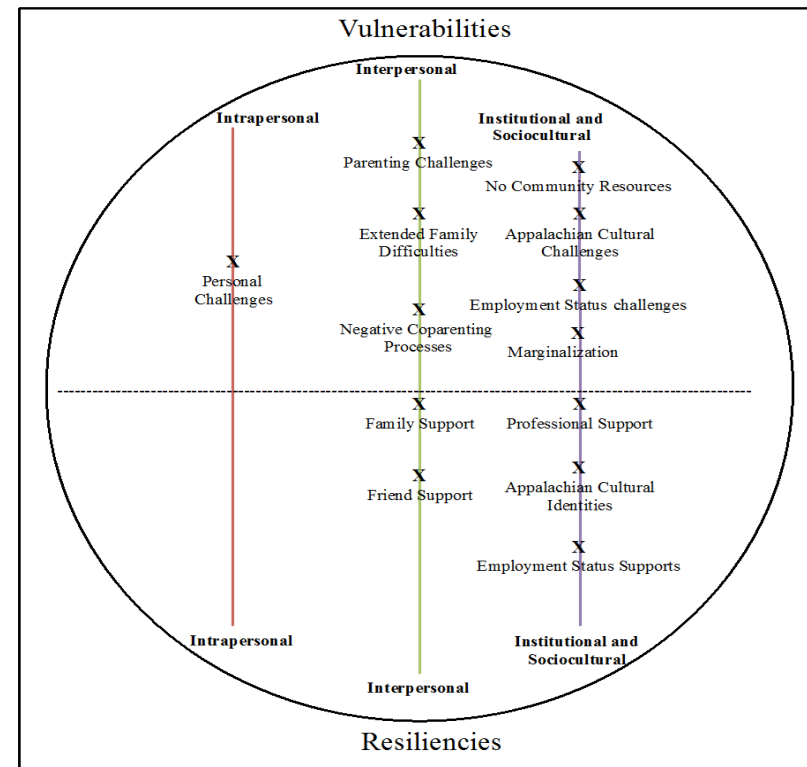 Vulnerabilities
Interpersonal
Intrapersonal
Institutional and
Sociocultural
X
Parenting Challenges
X
No Community Resources
X
Extended Family
Difficulties
X
Appalachian Cultural
Challenges
X
Personal
Challenges
X
Employment Status challenges
X
Negative Coparenting
Processes
X
Marginalization
X
Family Support
X
Professional Support
X
Friend Support
X
Appalachian Cultural
Identities
X
Employment Status Supports
Intrapersonal
Institutional and
Sociocultural
Interpersonal
Resiliencies